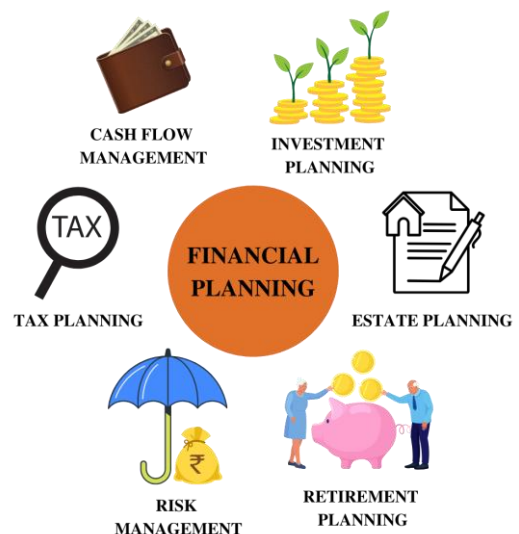 CASH FLOW
MANAGEMENT
INVESTMENT
PLANNING
TAX
TAX PLANNING
FINANCIAL
PLANNING
ESTATE PLANNING
₹
RISK
MANAGEMENT
RETIREMENT
PLANNING